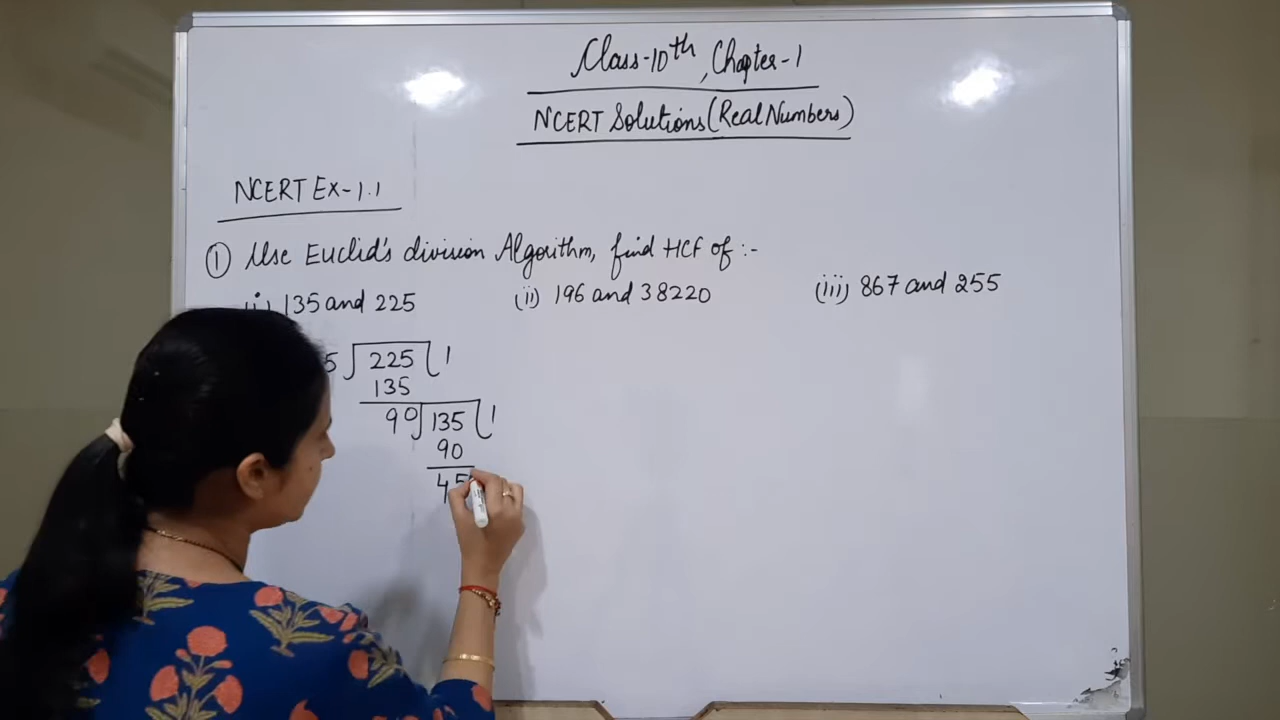 Class-10th, Chapter-1
NCERT Solutions (Real Numbers)
NCERT Ex-1.1
① Use Euclid's division Algorithm, find HCF of :-
135 and 225
(ii) 196 and 38220
(iii) 867 and 255
5 225 1
135
90 135 1
90
45